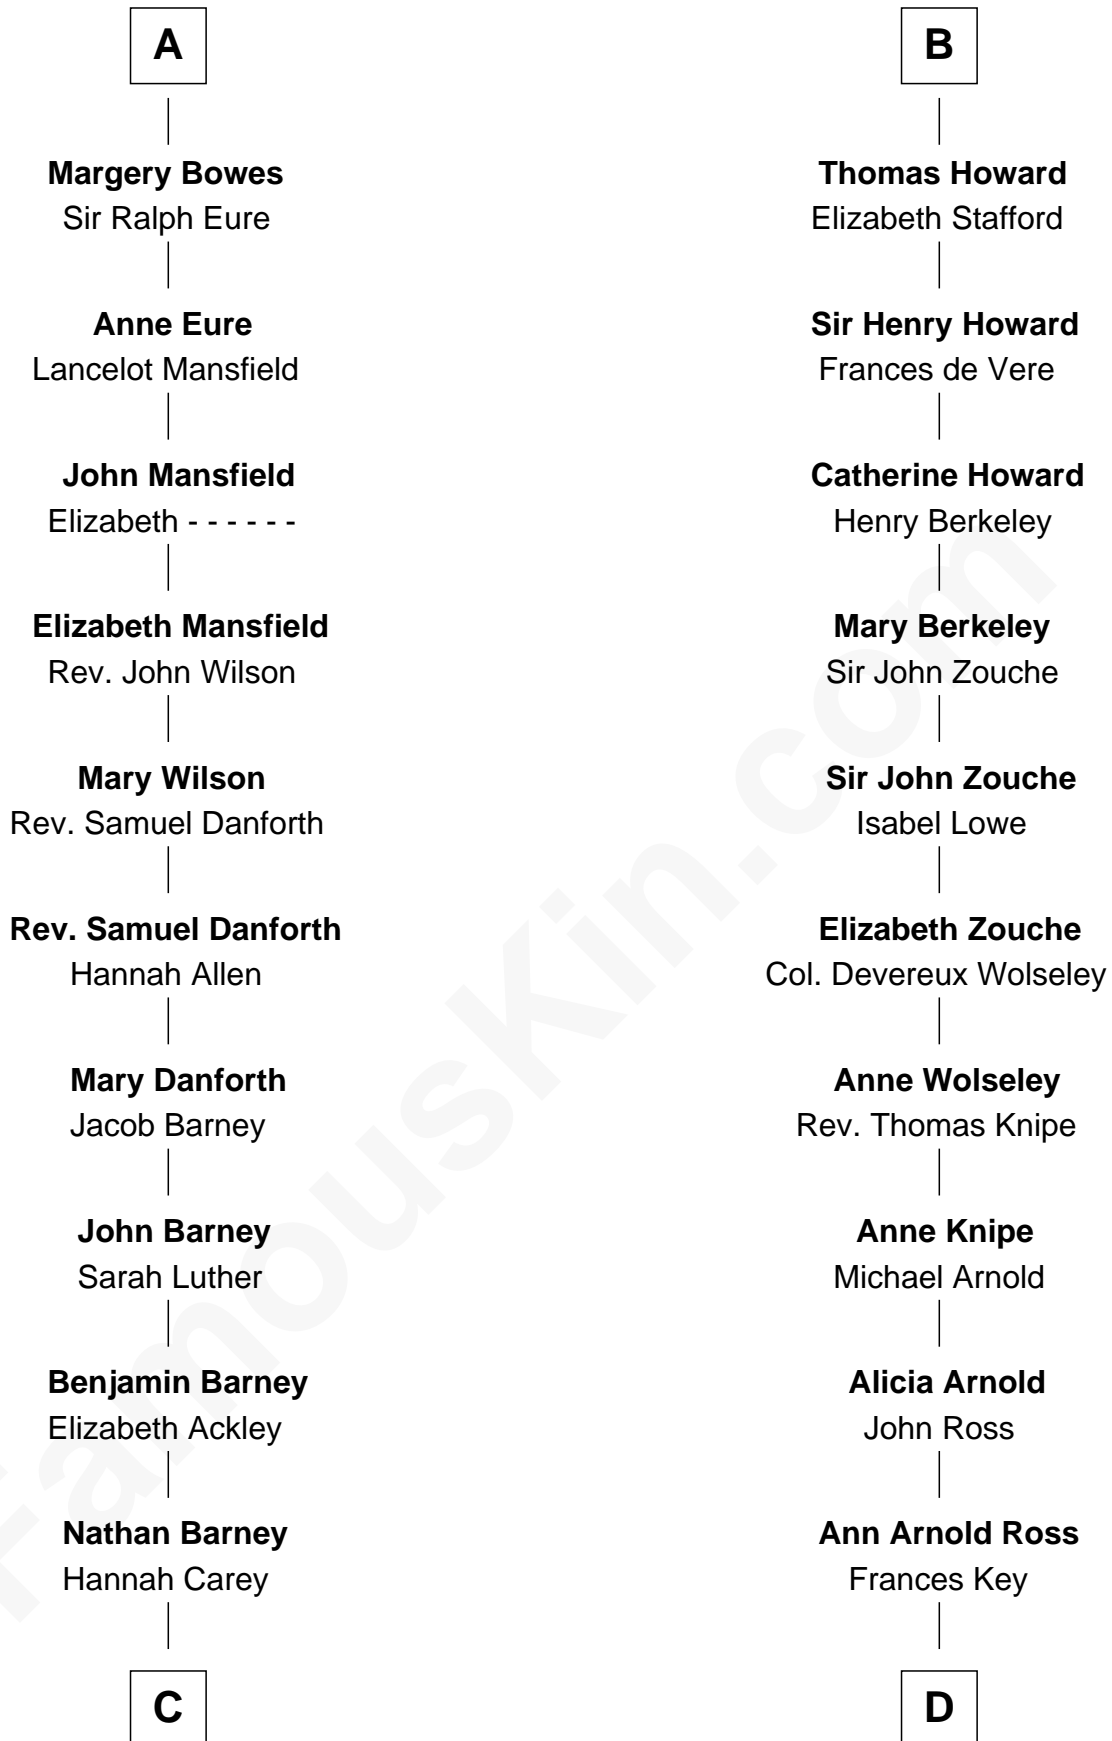 A
Margery Bowes
Sir Ralph Eure
Anne Eure
Lancelot Mansfield
John Mansfield
Elizabeth - - - - - -
Elizabeth Mansfield
Rev. John Wilson
Mary Wilson
Rev. Samuel Danforth
Rev. Samuel Danforth
Hannah Allen
Mary Danforth
Jacob Barney
John Barney
Sarah Luther
Benjamin Barney
Elizabeth Ackley
Nathan Barney
Hannah Carey
C
B
Thomas Howard
Elizabeth Stafford
Sir Henry Howard
Frances de Vere
Catherine Howard
Henry Berkeley
Mary Berkeley
Sir John Zouche
Sir John Zouche
Isabel Lowe
Elizabeth Zouche
Col. Devereux Wolseley
Anne Wolseley
Rev. Thomas Knipe
Anne Knipe
Michael Arnold
Alicia Arnold
John Ross
Ann Arnold Ross
Frances Key
D
FamousKin.com